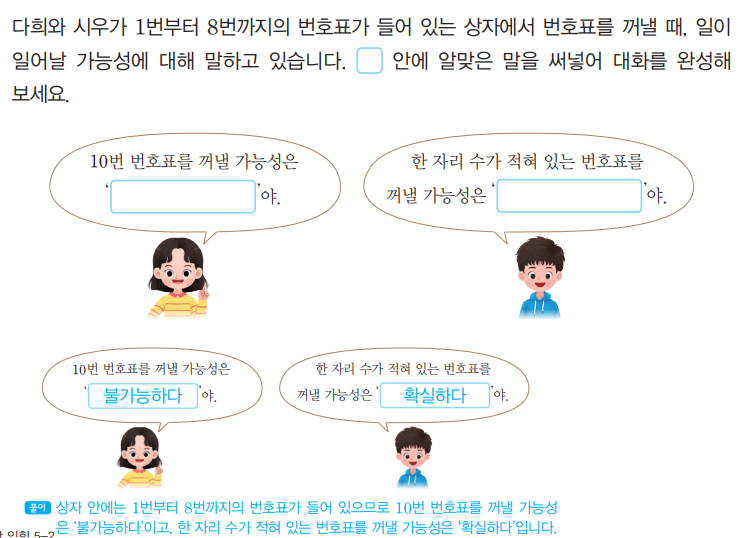 다희와 시우가 1번부터 8번까지의 번호표가 들어 있는 상자에서 번호표를 꺼낼 때, 일이
일어날 가능성에 대해 말하고 있습니다. 안에 알맞은 말을 써넣어 대화를 완성해
보세요.
10번 번호표를 꺼낼 가능성은
‘ ’야.
한 자리 수가 적혀 있는 번호표를
꺼낼 가능성은 ‘ ’야.
10번 번호표를 꺼낼 가능성은
‘불가능하다’야.
한 자리 수가 적혀 있는 번호표를
꺼낼 가능성은 ‘확실하다’야.
풀이 상자 안에는 1번부터 8번까지의 번호표가 들어 있으므로 10번 번호표를 꺼낼 가능성
은 ‘불가능하다’이고, 한 자리 수가 적혀 있는 번호표를 꺼낼 가능성은 ‘확실하다’입니다.
5-2